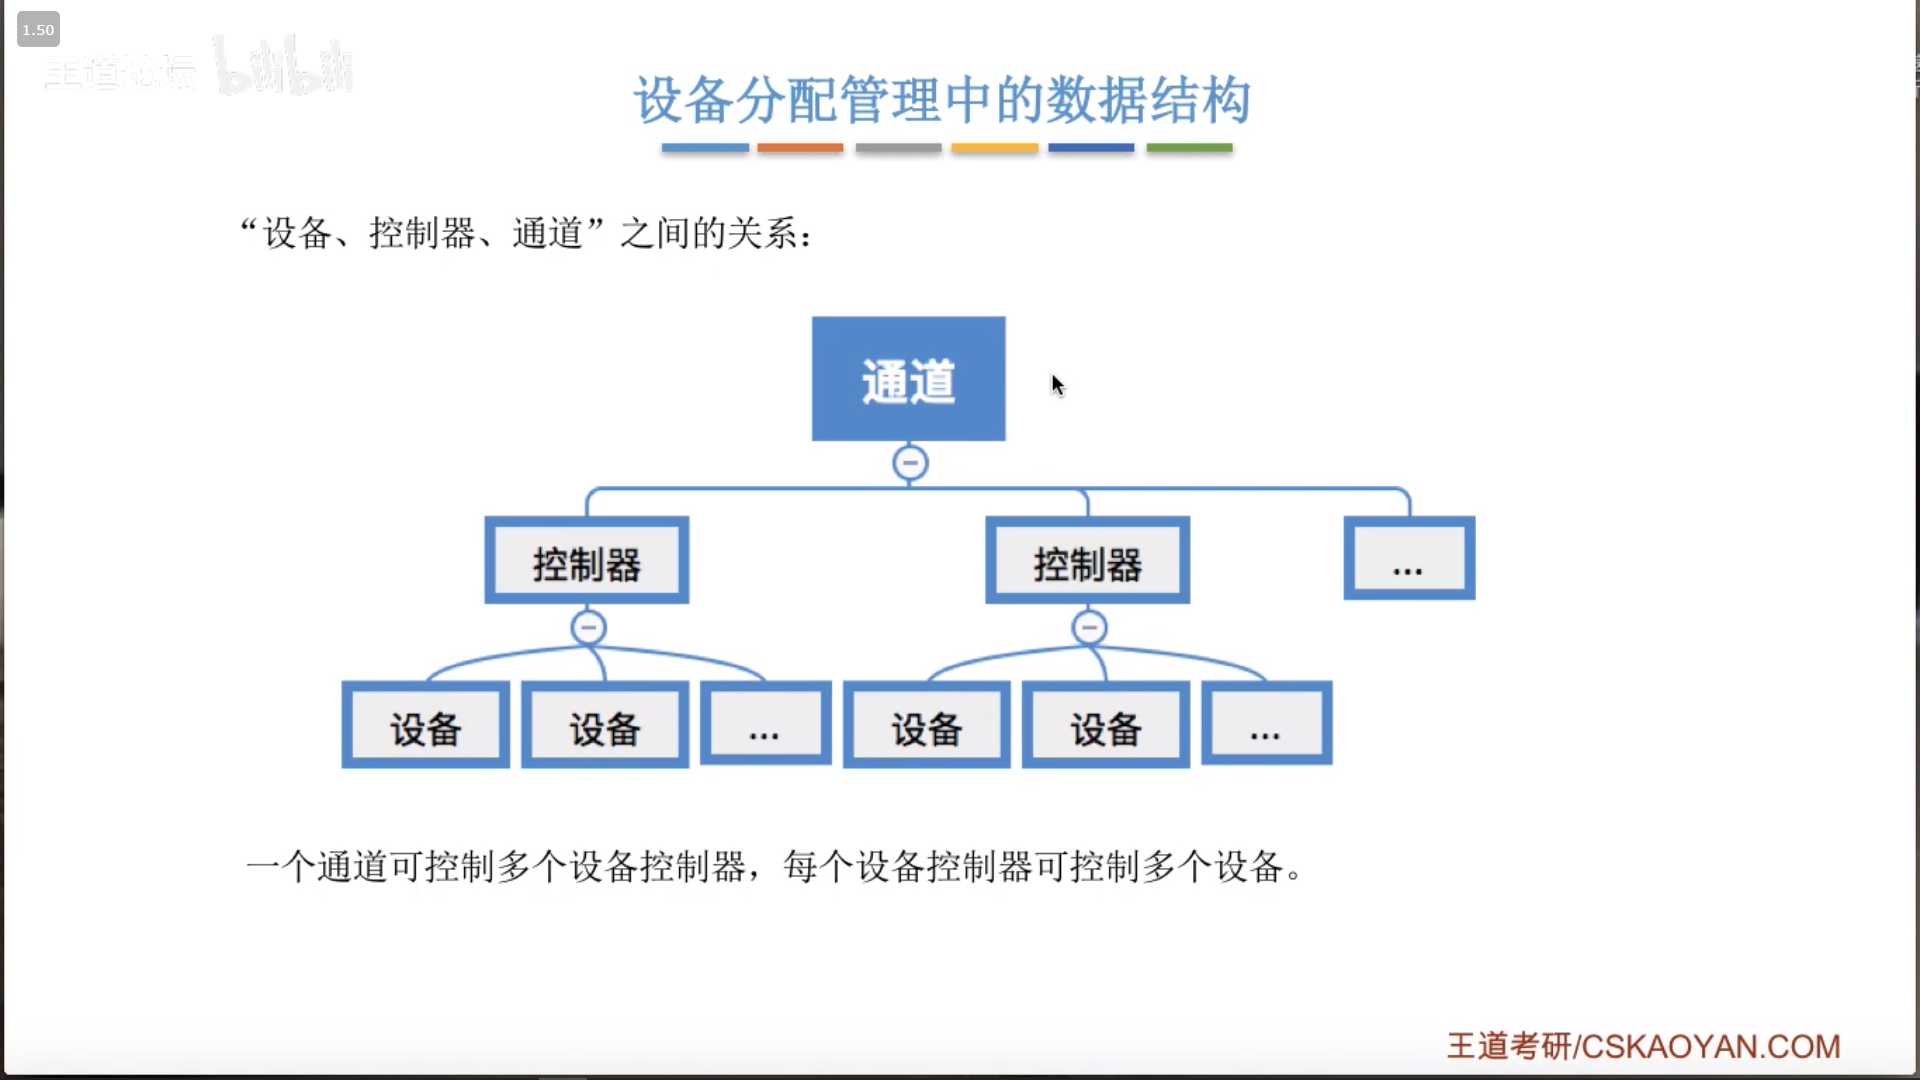 1.50
王道论坛 bilibili
设备分配管理中的数据结构
“设备、控制器、通道”之间的关系：
通道
控制器 控制器 ...
设备 设备 ... 设备 设备 ...
一个通道可控制多个设备控制器，每个设备控制器可控制多个设备。
王道考研/CSKAOYAN.COM